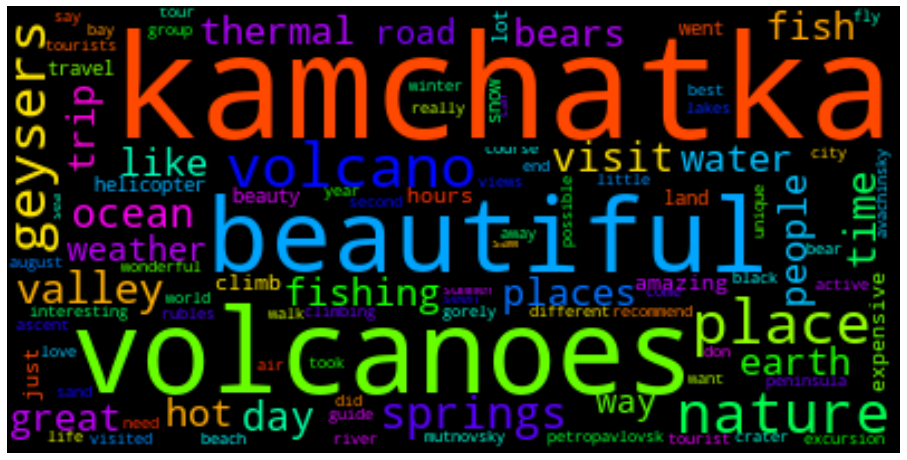 say
tour
group
bay
tourists
travel
thermal
road
lot
bears
went
fish
fly
geysers
trip
kamchatka
winter
really
snow
best
lakes
like
volcano
course
end
visit
water
city
avachinsky
helicopter
beauty
year
second
hours
views
little
possible
land
unique
people
time
sea
ocean
weather
beautiful
away
bear
august
wonderful
valley
world
climb
fishing
summer
places
amazing
black
active
interesting
rubles
walk
climbing
gorely
different
recommend
ascent
volcanoes
place
expensive
just
love
air
took
don
earth
want
peninsula
sand
great
need
hot
day
did
guide
springs
way
nature
life
visited
beach
river
mutnovsky
petropavlovsk
tourist
crater
excursion